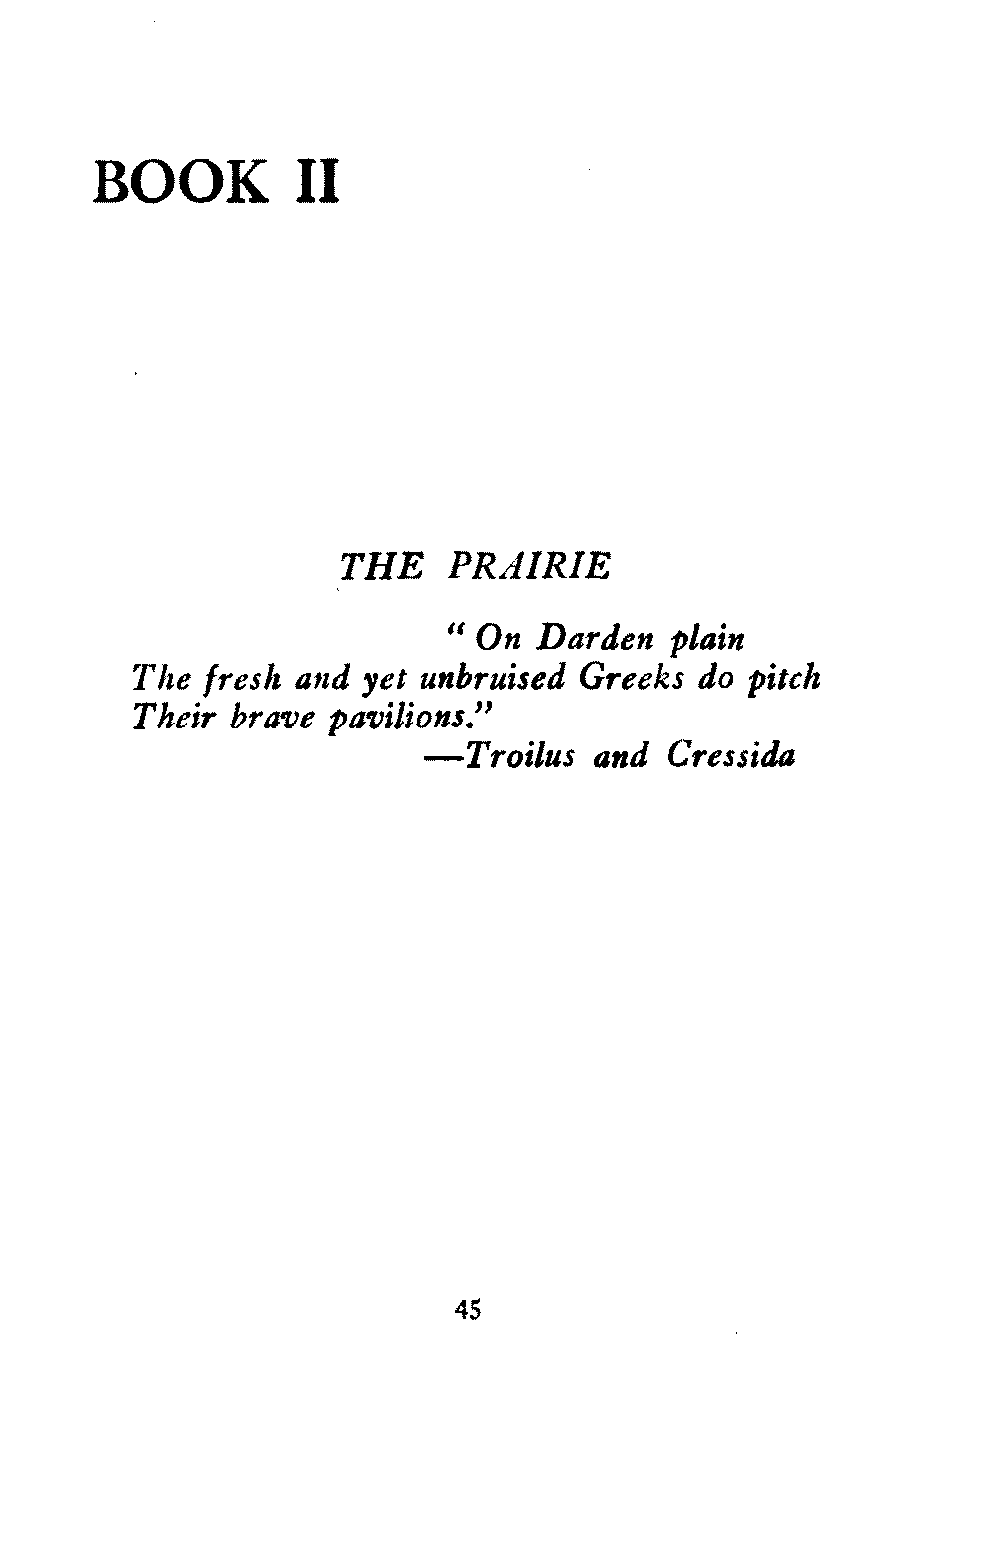 BOOK II
THE PRAIRIE
“ On Darden plain
The fresh and yet unbruised Greeks do pitch
Their brave pavilions.”
—Troilus and Cressida
45